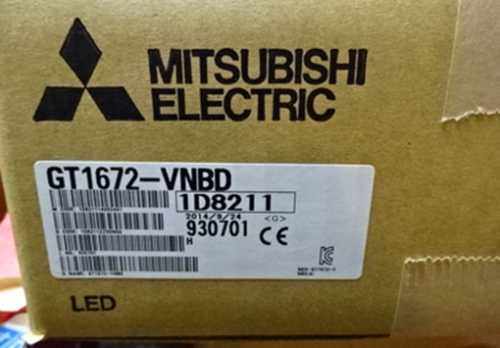 MITSUBISHI
ELECTRIC
GT1672-VNBD
1D8211
2014/9/24 <G>
930701 CE
H
LED